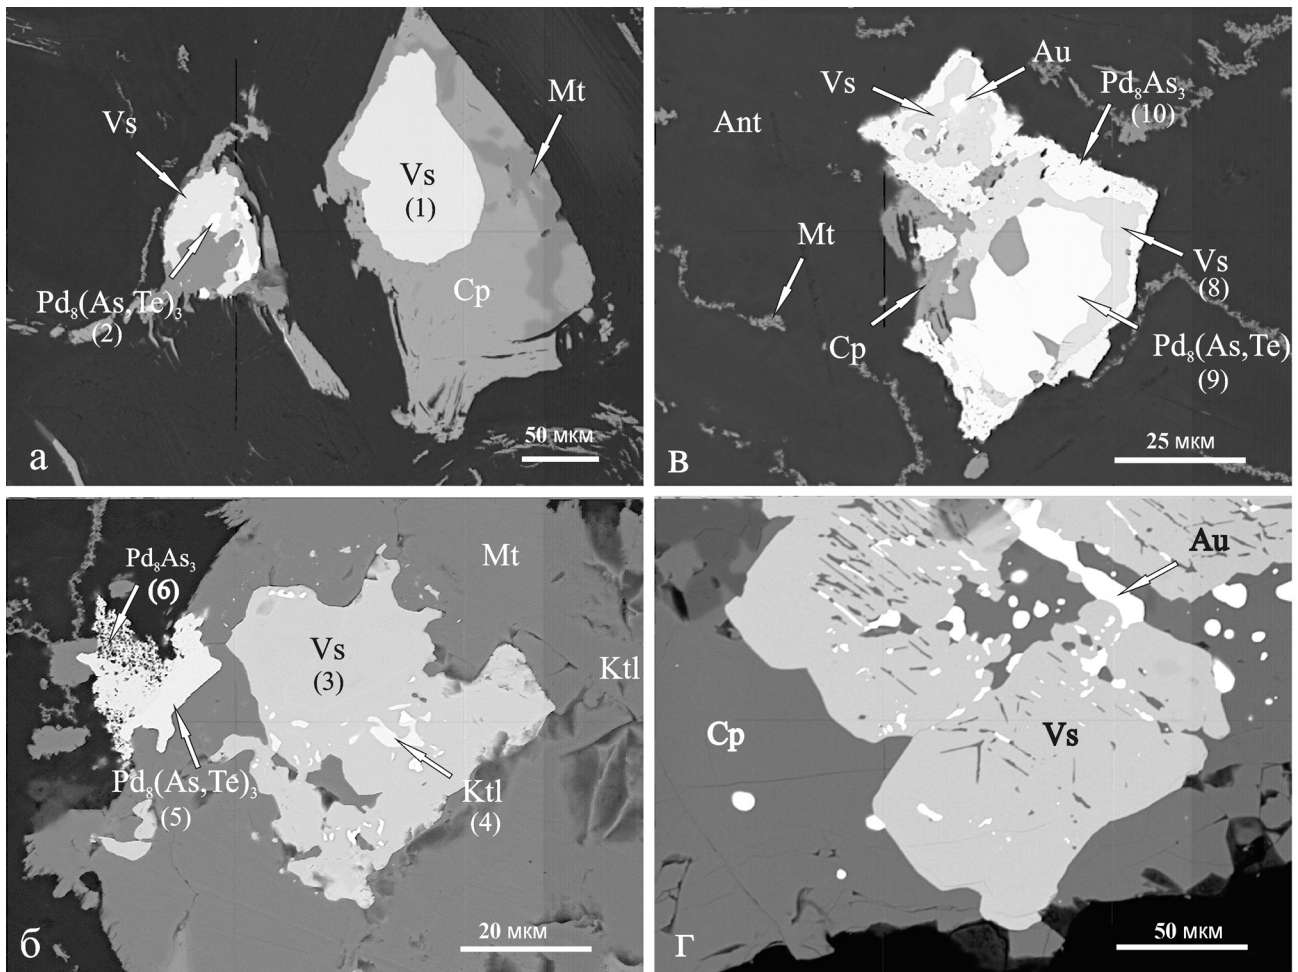 Vs
Mt
Vs
(1)
Cp
Pd₈(As,Te)₃
(2)
50 мкм
а
Au
Vs
Pd₈As₃
(10)
Ant
Mt
Vs
(8)
Cp
Pd₈(As,Te)
(9)
25 мкм
в
Pd₈As₃
(6)
Mt
Vs
(3)
Ktl
Pd₈(As,Te)₃
(5)
Ktl
(4)
20 мкм
б
Au
Cp
Vs
50 мкм
г